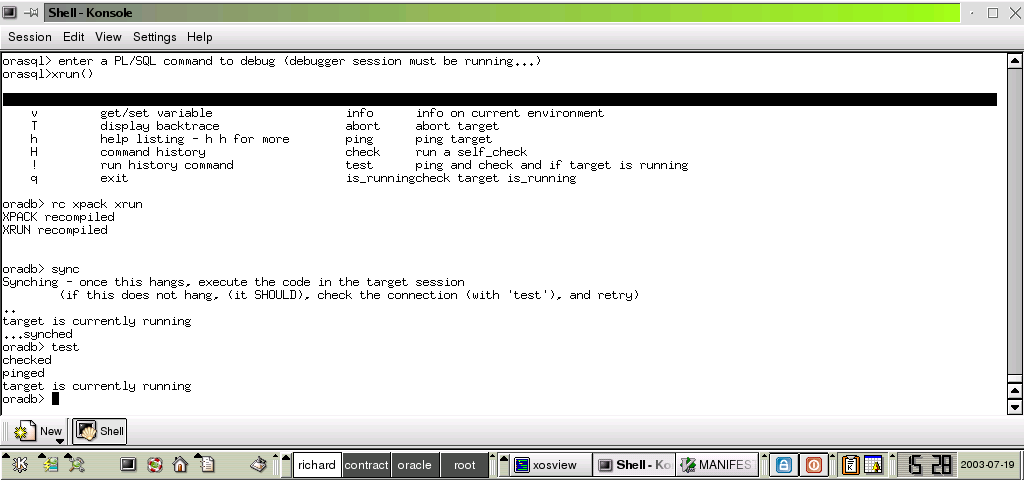 Shell - Konsole
Session Edit View Settings Help
orasql> enter a PL/SQL command to debug (debugger session must be running...)
orasql>xrun()
v get/set variable info info on current environment
T display backtrace abort abort target
h help listing - h h for more ping ping target
H command history check run a self_check
! run history command test ping and check and if target is running
q exit is_runningcheck target is_running
oradb> rc xpack xrun
XPACK recompiled
XRUN recompiled
oradb> sync
Synching - once this hangs, execute the code in the target session
(if this does not hang, (it SHOULD), check the connection (with 'test'), and retry)
..
target is currently running
...synched
oradb> test
checked
pinged
target is currently running
oradb>
New Shell
richard contract oracle root xosview Shell - Ko MANIFES 15 28 2003-07-19